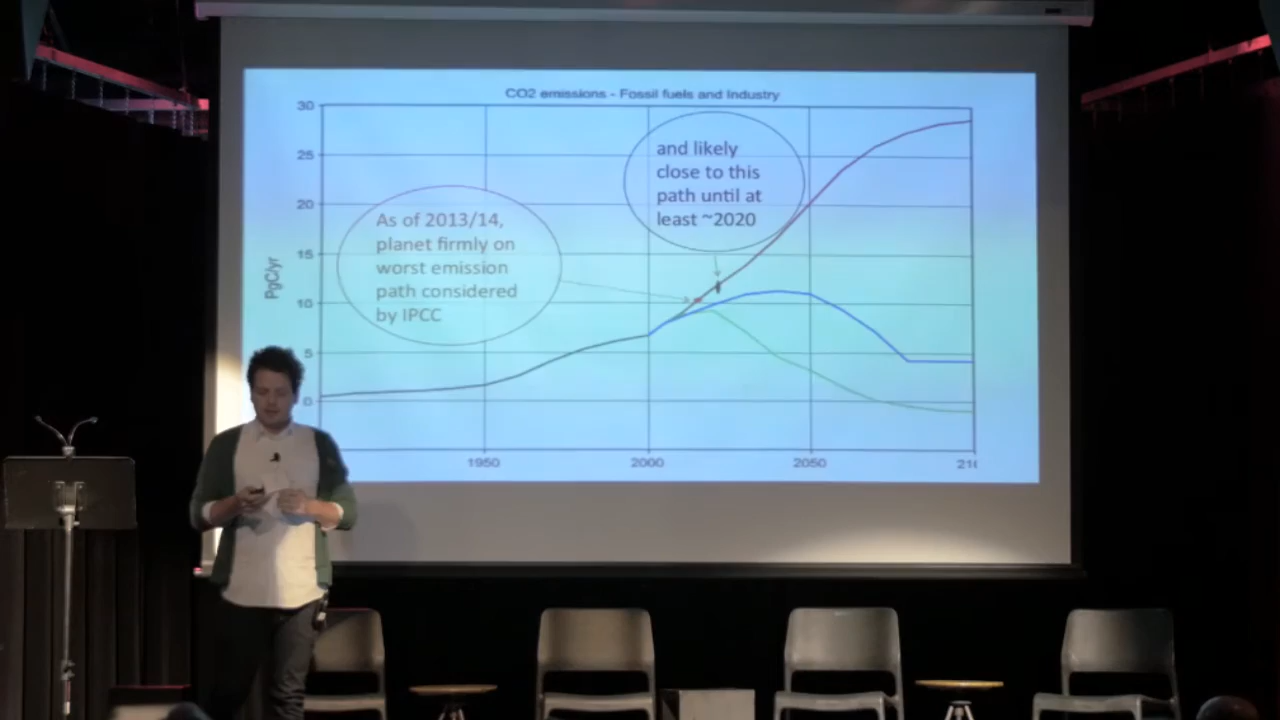 CO2 emissions - Fossil fuels and Industry
30
25
20
15
10
5
0
PgC/yr
1950
2000
2050
210
As of 2013/14,
planet firmly on
worst emission
path considered
by IPCC
and likely
close to this
path until at
least ~2020